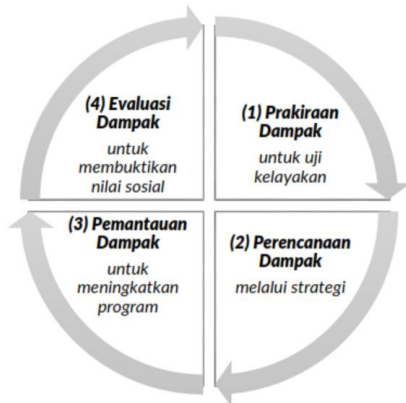 (4) Evaluasi
Dampak
untuk
membuktikan
nilai sosial
(1) Prakiraan
Dampak
untuk uji
kelayakan
(3) Pemantauan
Dampak
untuk
meningkatkan
program
(2) Perencanaan
Dampak
melalui strategi